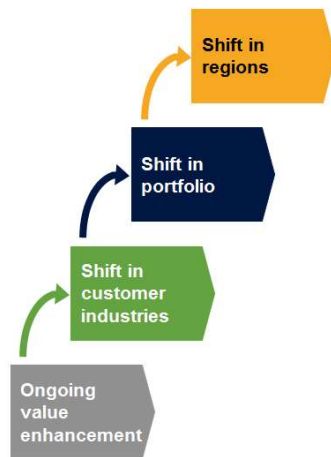 Shift in
regions
Shift in
portfolio
Shift in
customer
industries
Ongoing
value
enhancement